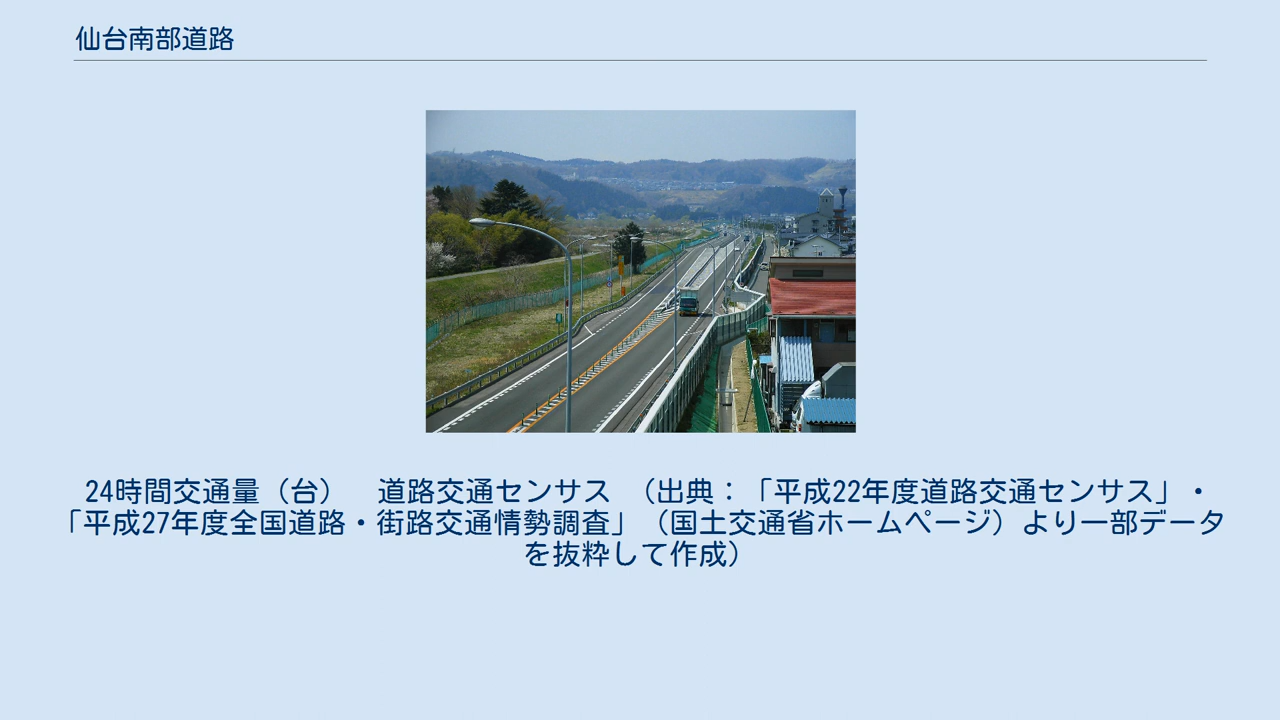 仙台南部道路
24時間交通量（台）　道路交通センサス　（出典：「平成22年度道路交通センサス」・
「平成27年度全国道路・街路交通情勢調査」（国土交通省ホームページ）より一部データ
を抜粋して作成）